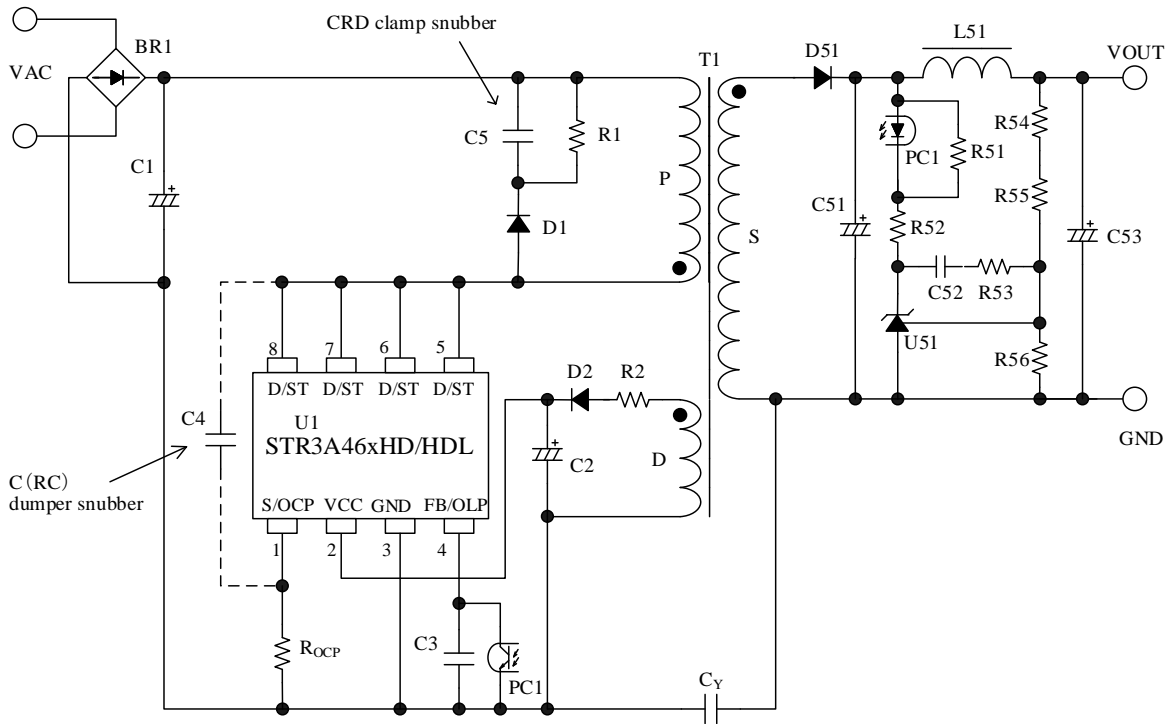 CRD clamp snubber
BR1
VAC
C1
C5
R1
D1
P
T1
S
D51
L51
VOUT
PC1
R51
R54
R55
C51
R52
C53
C52
R53
U51
R56
GND
8 7 6 5
D/ST D/ST D/ST D/ST
U1
STR3A46xHD/HDL
S/OCP VCC GND FB/OLP
1 2 3 4
C4
C(RC)
dumper snubber
D2
R2
C2
D
ROCP
C3
PC1
CY